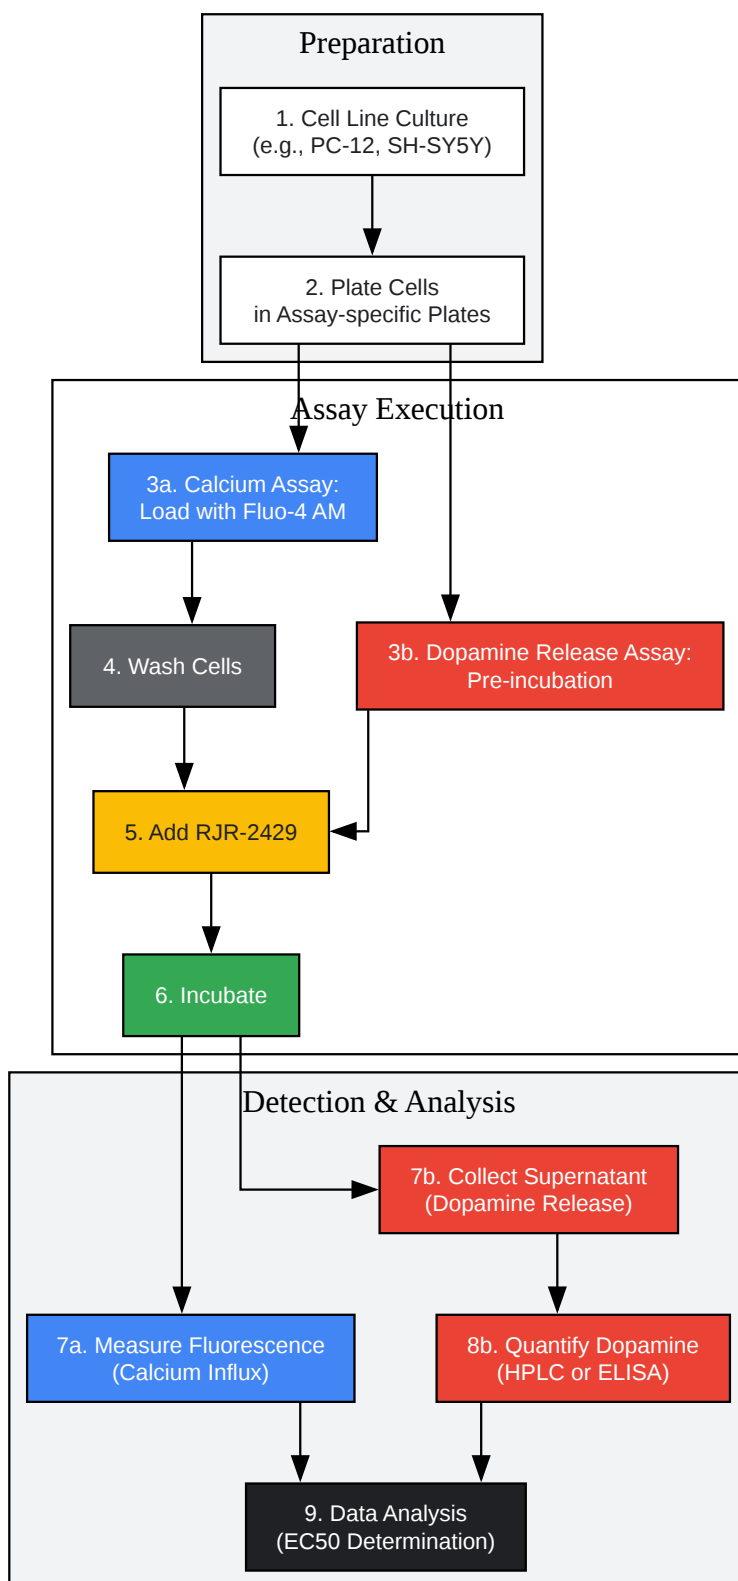 Preparation
1. Cell Line Culture
(e.g., PC-12, SH-SY5Y)
2. Plate Cells
in Assay-specific Plates
Assay Execution
3a. Calcium Assay:
Load with Fluo-4 AM
4. Wash Cells
3b. Dopamine Release Assay:
Pre-incubation
5. Add RJR-2429
6. Incubate
Detection & Analysis
7b. Collect Supernatant
(Dopamine Release)
7a. Measure Fluorescence
(Calcium Influx)
8b. Quantify Dopamine
(HPLC or ELISA)
9. Data Analysis
(EC50 Determination)